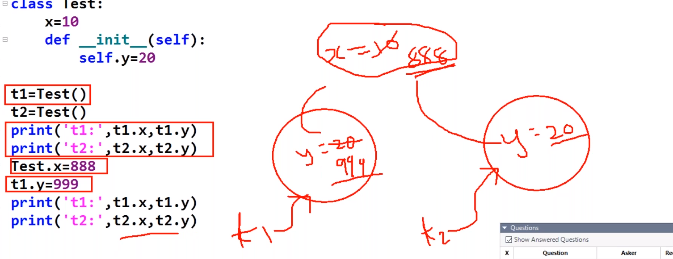 class Test:
x=10
def __init__(self):
self.y=20
t1=Test()
t2=Test()
print('t1:',t1.x,t1.y)
print('t2:',t2.x,t2.y)
Test.x=888
t1.y=999
print('t1:',t1.x,t1.y)
print('t2:',t2.x,t2.y)
x=10
888
y=20
999
y=20
t1
t2
Questions
Show Answered Questions
X Question Asker